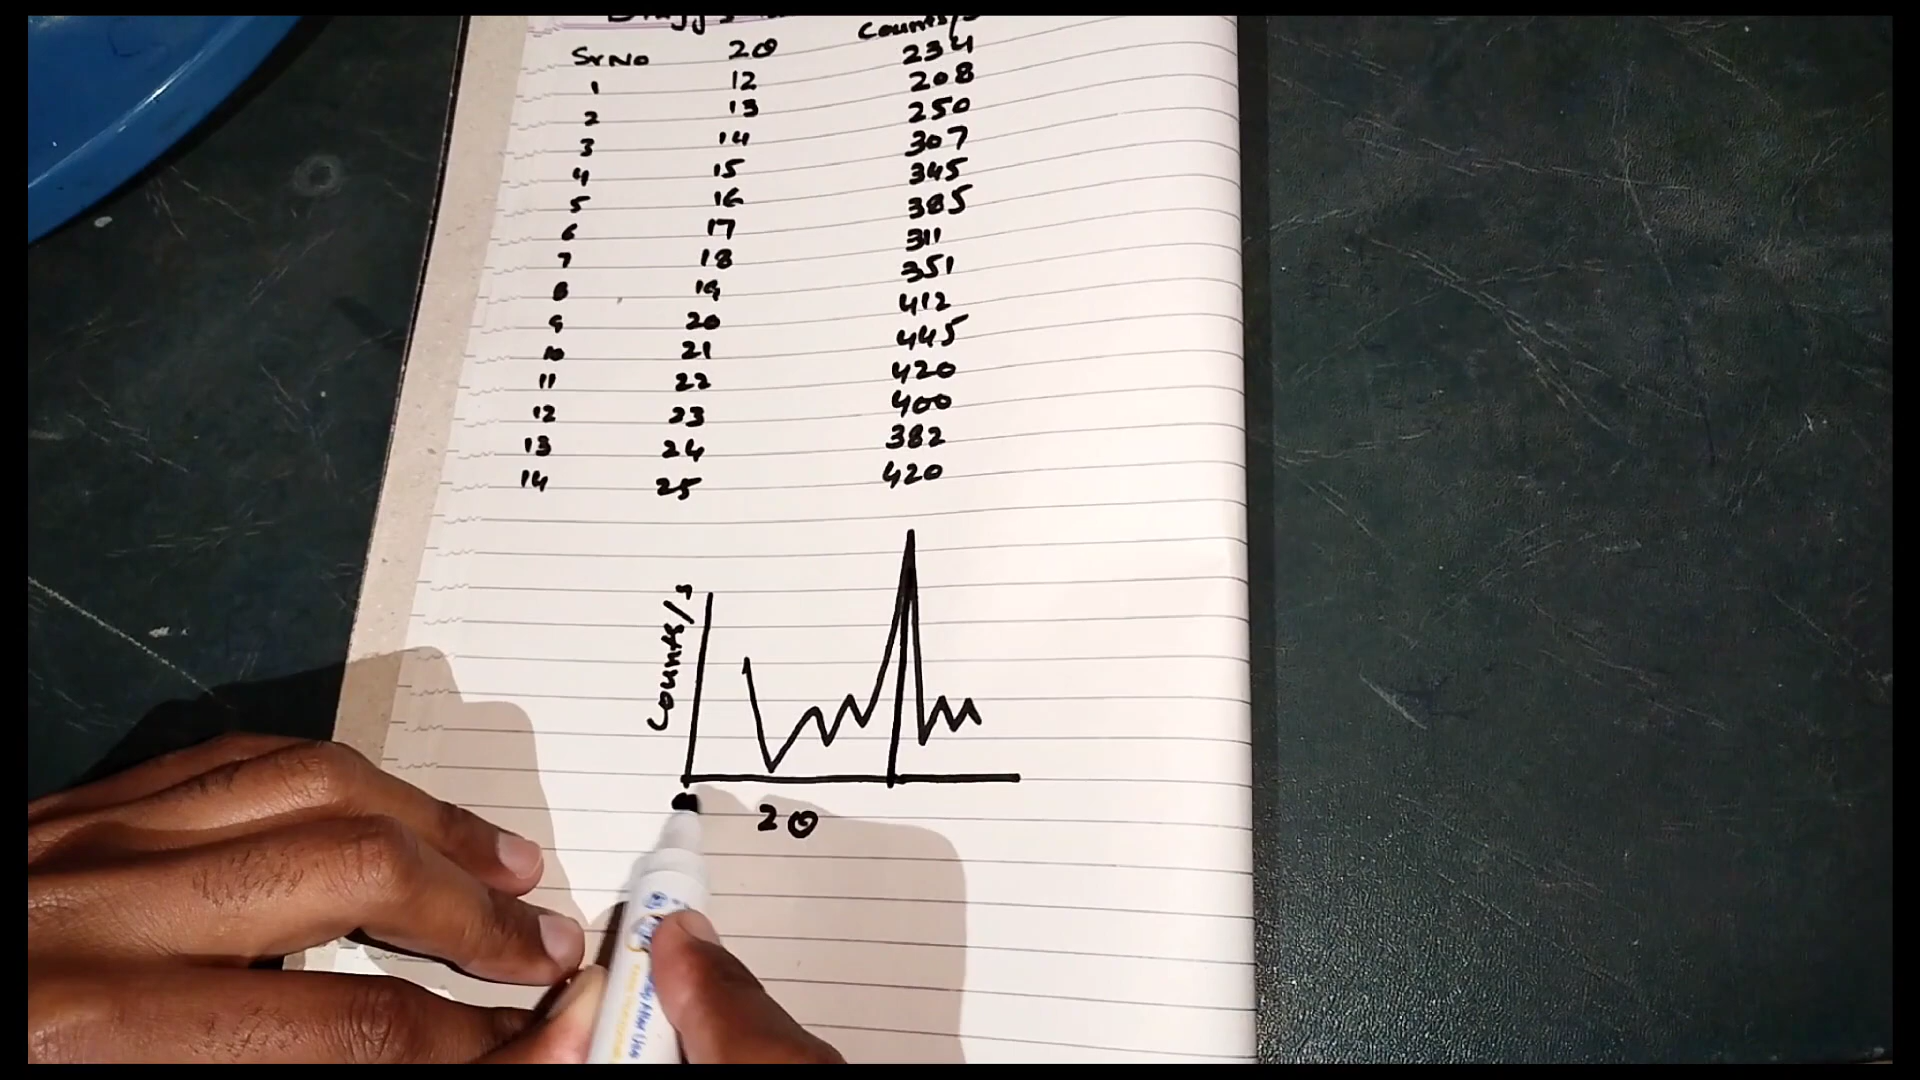 Sr No 2θ Counts/s
1 12 234
2 13 208
3 14 250
4 15 307
5 16 345
6 17 385
7 18 311
8 19 351
9 20 412
10 21 445
11 22 420
12 23 400
13 24 382
14 25 420
Counts/s
2θ